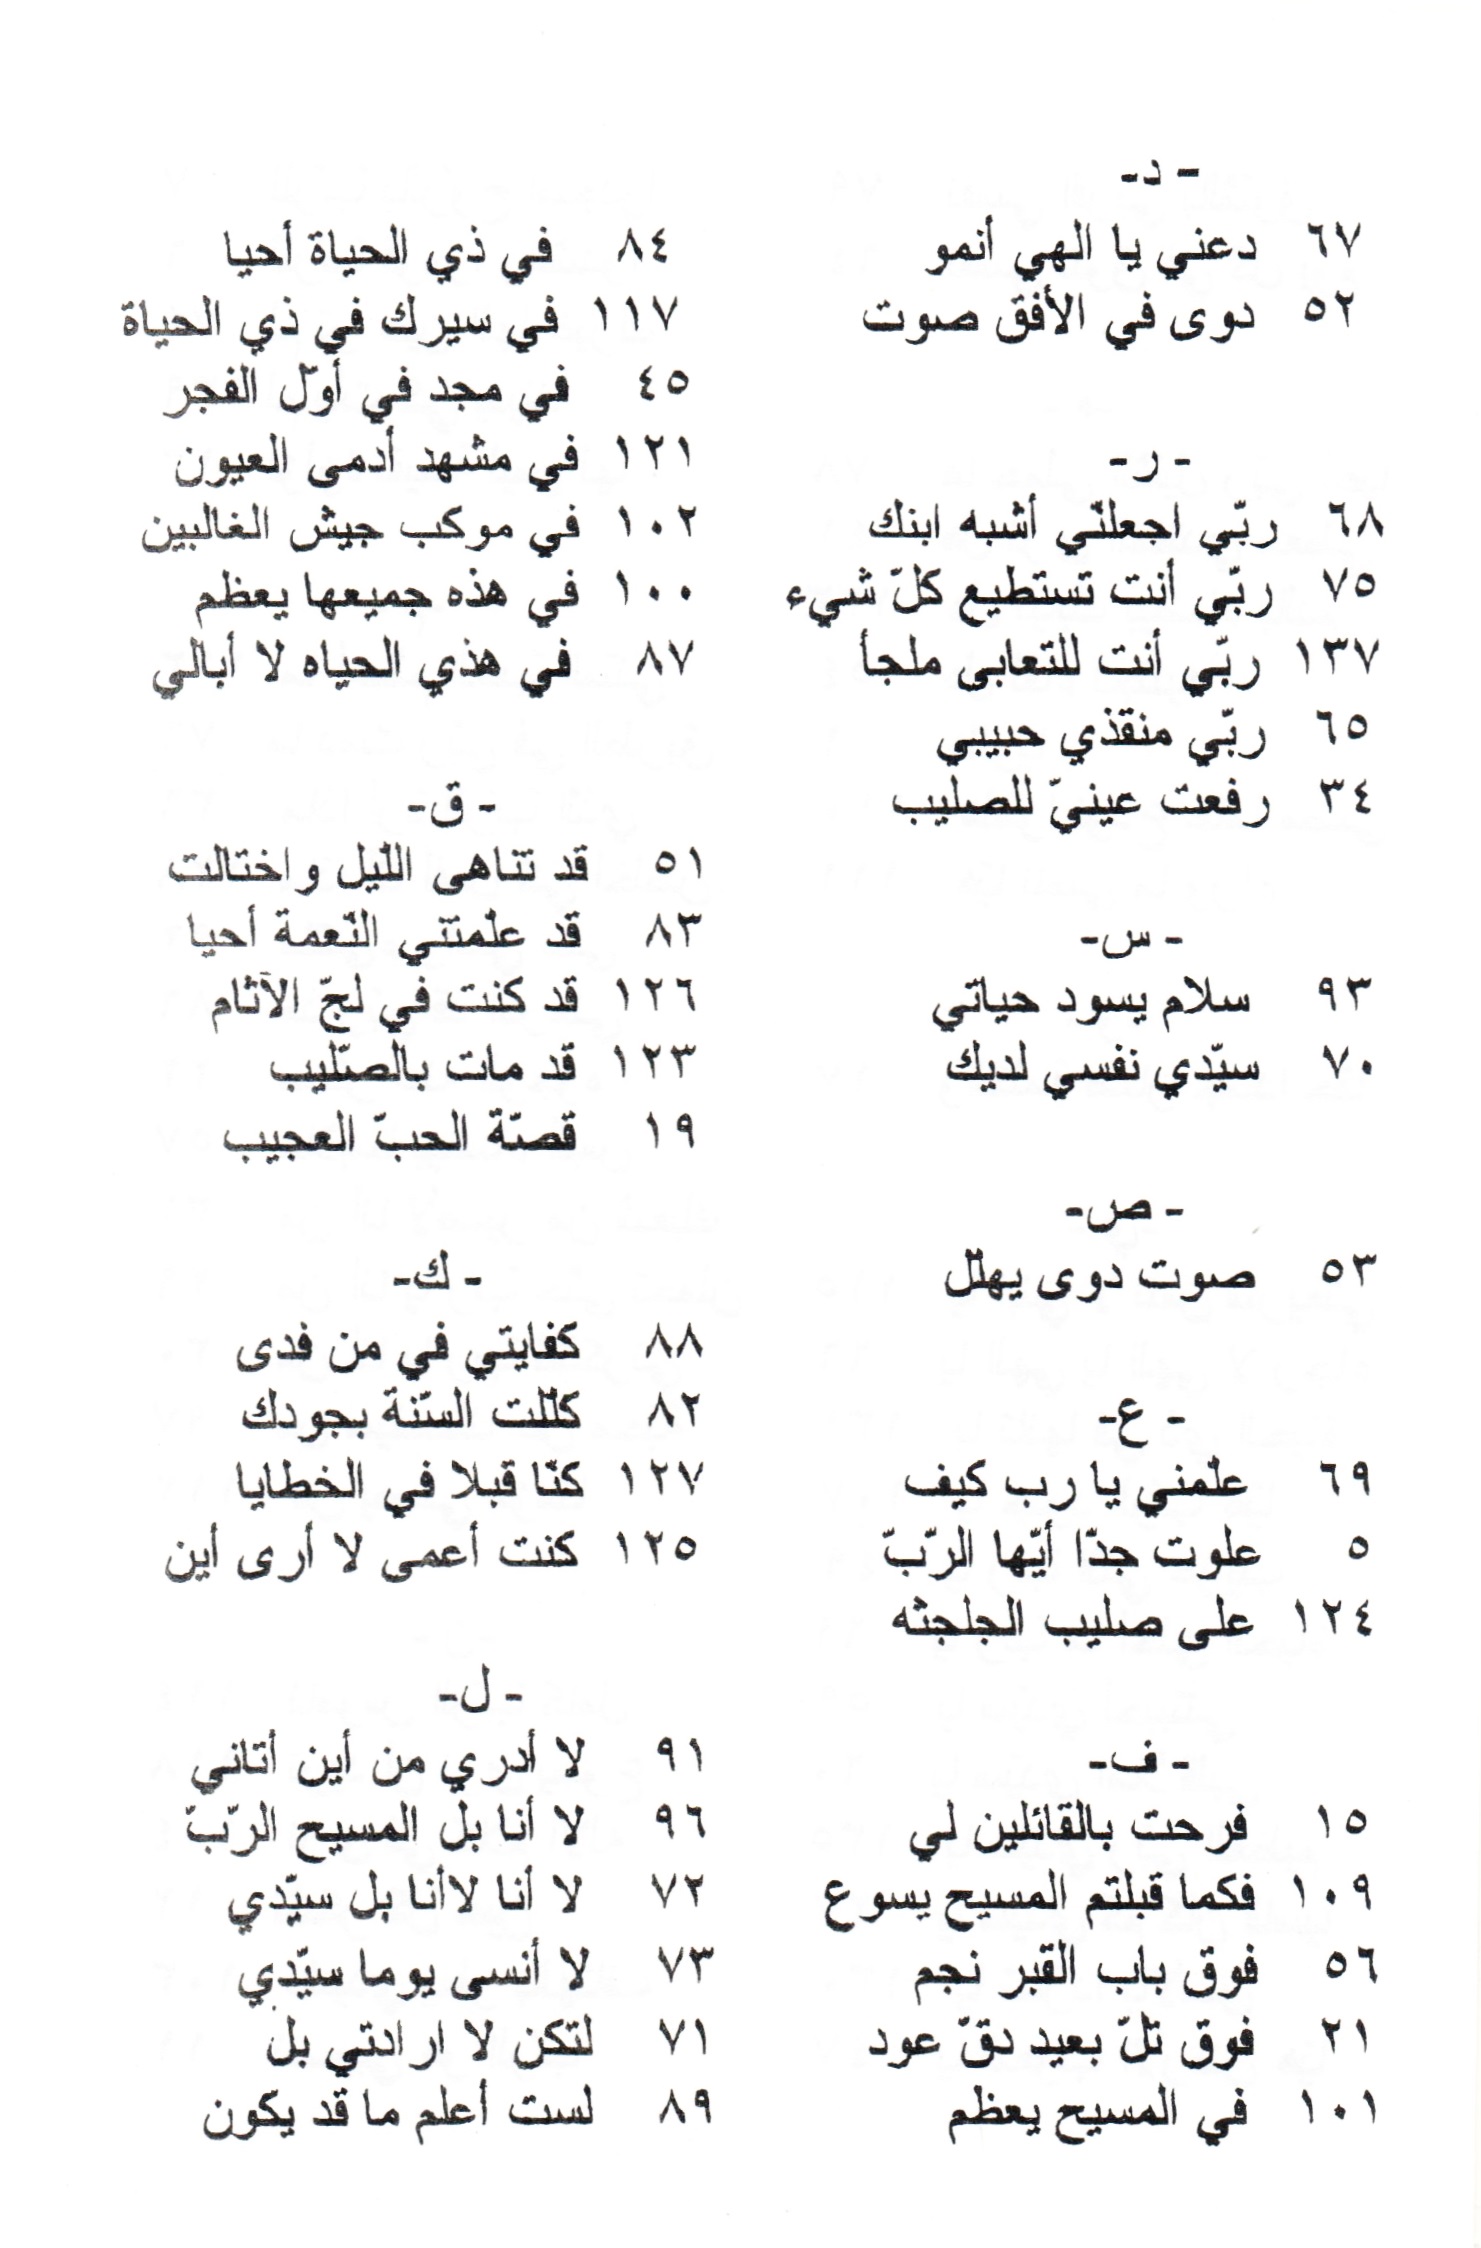 - د-
٦٧ دعني يا الهي أنمو
٥٢ دوى في الأفق صوت
- ر-
٦٨ ربّي اجعلنّي أشبه ابنك
٧٥ ربّي أنت تستطيع كلّ شيء
١٣٧ ربّي أنت للتعابى ملجأ
٦٥ ربّي منقذي حبيبي
٣٤ رفعت عينيّ للصليب
- س-
٩٣ سلام يسود حياتي
٧٠ سيّدي نفسي لديك
- ص-
٥٣ صوت دوى يهلّل
- ع-
٦٩ علّمني يا رب كيف
٥ علوت جدّا أيّها الرّبّ
١٢٤ على صليب الجلجثه
- ف-
١٥ فرحت بالقائلين لي
١٠٩ فكما قبلتم المسيح يسوع
٥٦ فوق باب القبر نجم
٢١ فوق تلّ بعيد دقّ عود
١٠١ في المسيح يعظم
٨٤ في ذي الحياة أحيا
١١٧ في سيرك في ذي الحياة
٤٥ في مجد في أوّل الفجر
١٢١ في مشهد أدمى العيون
١٠٢ في موكب جيش الغالبين
١٠٠ في هذه جميعها يعظم
٨٧ في هذي الحياه لا أبالي
- ق-
٥١ قد تناهى اللّيل واختالت
٨٣ قد علّمتني النّعمة أحيا
١٢٦ قد كنت في لجّ الآثام
١٢٣ قد مات بالصّليب
١٩ قصّة الحبّ العجيب
- ك-
٨٨ كفايتي في من فدى
٨٢ كلّلت السّنة بجودك
١٢٧ كنّا قبلا في الخطايا
١٢٥ كنت أعمى لا أرى أين
- ل-
٩١ لا أدري من أين أتاني
٩٦ لا أنا بل المسيح الرّبّ
٧٢ لا أنا لاأنا بل سيّدي
٧٣ لا أنسى يوما سيّدي
٧١ لتكن لا ارادتي بل
٨٩ لست أعلم ما قد يكون